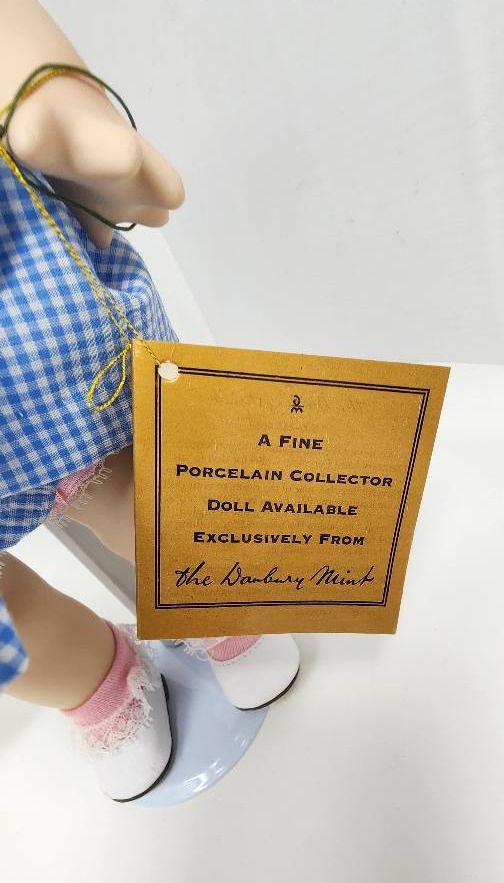 A FINE
PORCELAIN COLLECTOR
DOLL AVAILABLE
EXCLUSIVELY FROM
the Danbury Mint